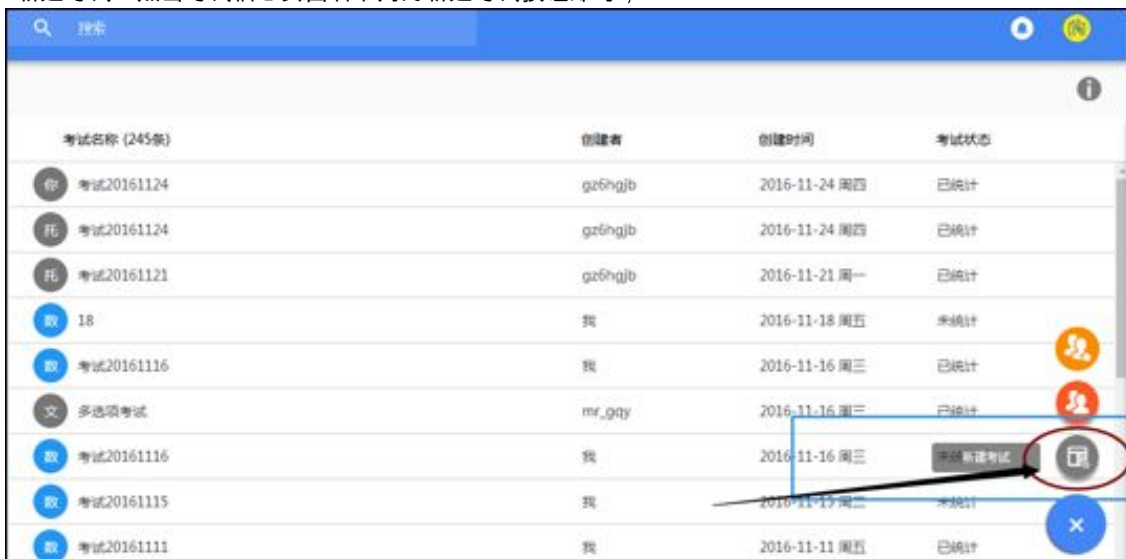 搜索
考试名称 (245条) 创建者 创建时间 考试状态
你 考试20161124 gz6hgjb 2016-11-24 周四 已统计
托 考试20161124 gz6hgjb 2016-11-24 周四 已统计
托 考试20161121 gz6hgjb 2016-11-21 周一 已统计
数 18 我 2016-11-18 周五 未统计
数 考试20161116 我 2016-11-16 周三 已统计
文 多选项考试 mr_gqy 2016-11-16 周三 已统计
数 考试20161116 我 2016-11-16 周三 新建考试
数 考试20161115 我 2016-11-15 周二 未统计
数 考试20161111 我 2016-11-11 周五 已统计